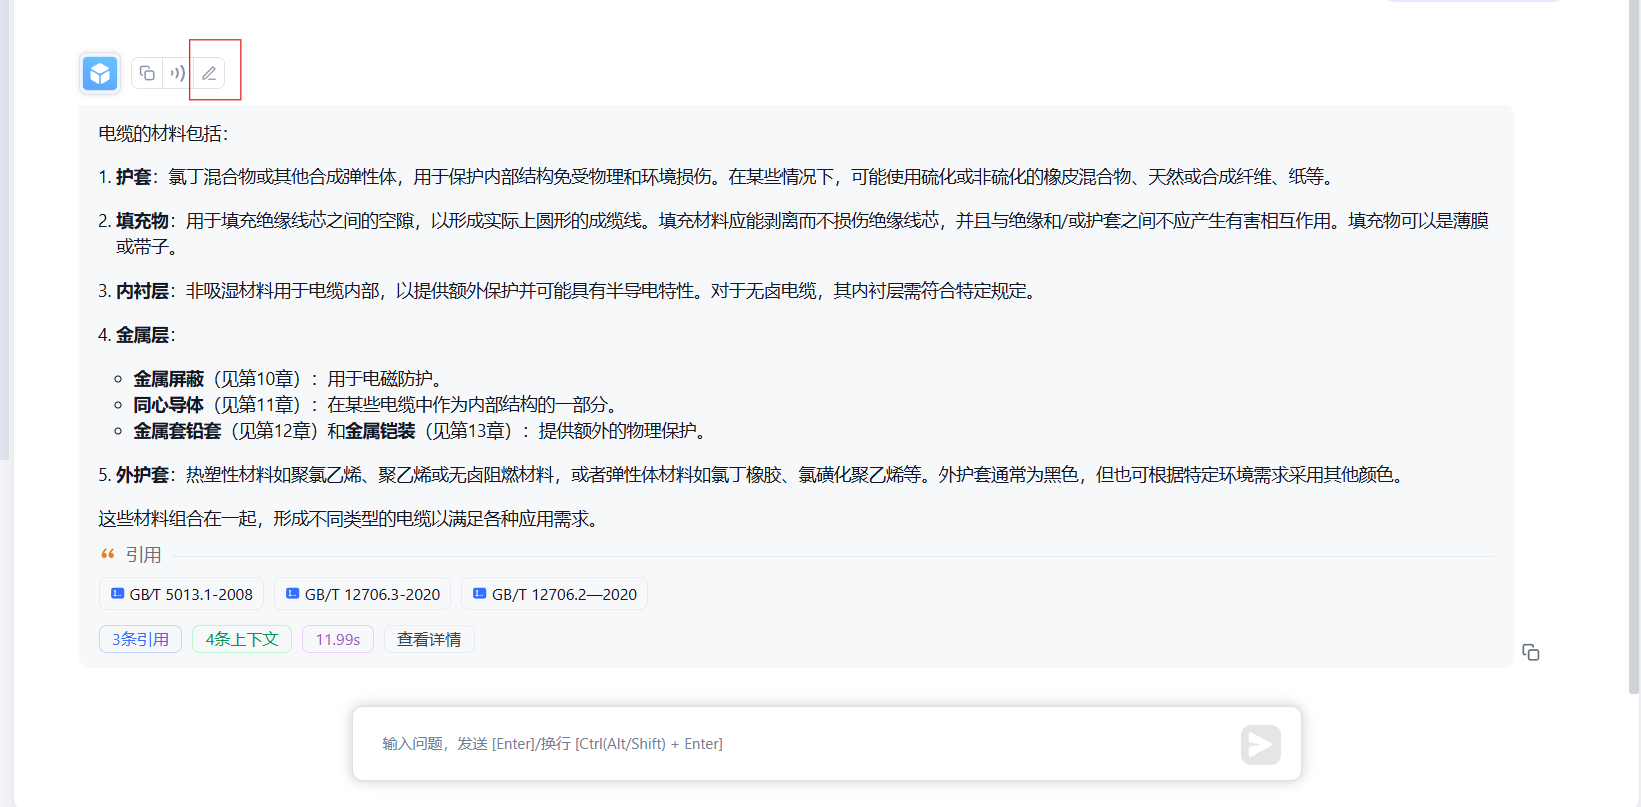 电缆的材料包括：
1. 护套：氯丁混合物或其他合成弹性体，用于保护内部结构免受物理和环境损伤。在某些情况下，可能使用硫化或非硫化的橡皮混合物、天然或合成纤维、纸等。
2. 填充物：用于填充绝缘线芯之间的空隙，以形成实际上圆形的成缆线。填充材料应能剥离而不损伤绝缘线芯，并且与绝缘和/或护套之间不应产生有害相互作用。填充物可以是薄膜
或带子。
3. 内衬层：非吸湿材料用于电缆内部，以提供额外保护并可能具有半导电特性。对于无卤电缆，其内衬层需符合特定规定。
4. 金属层：
金属屏蔽（见第10章）：用于电磁防护。
同心导体（见第11章）：在某些电缆中作为内部结构的一部分。
金属套铅套（见第12章）和金属铠装（见第13章）：提供额外的物理保护。
5. 外护套：热塑性材料如聚氯乙烯、聚乙烯或无卤阻燃材料，或者弹性体材料如氯丁橡胶、氯磺化聚乙烯等。外护套通常为黑色，但也可根据特定环境需求采用其他颜色。
这些材料组合在一起，形成不同类型的电缆以满足各种应用需求。
引用
GB/T 5013.1-2008 GB/T 12706.3-2020 GB/T 12706.2—2020
3条引用 4条上下文 11.99s 查看详情
输入问题，发送 [Enter]/换行 [Ctrl(Alt/Shift) + Enter]